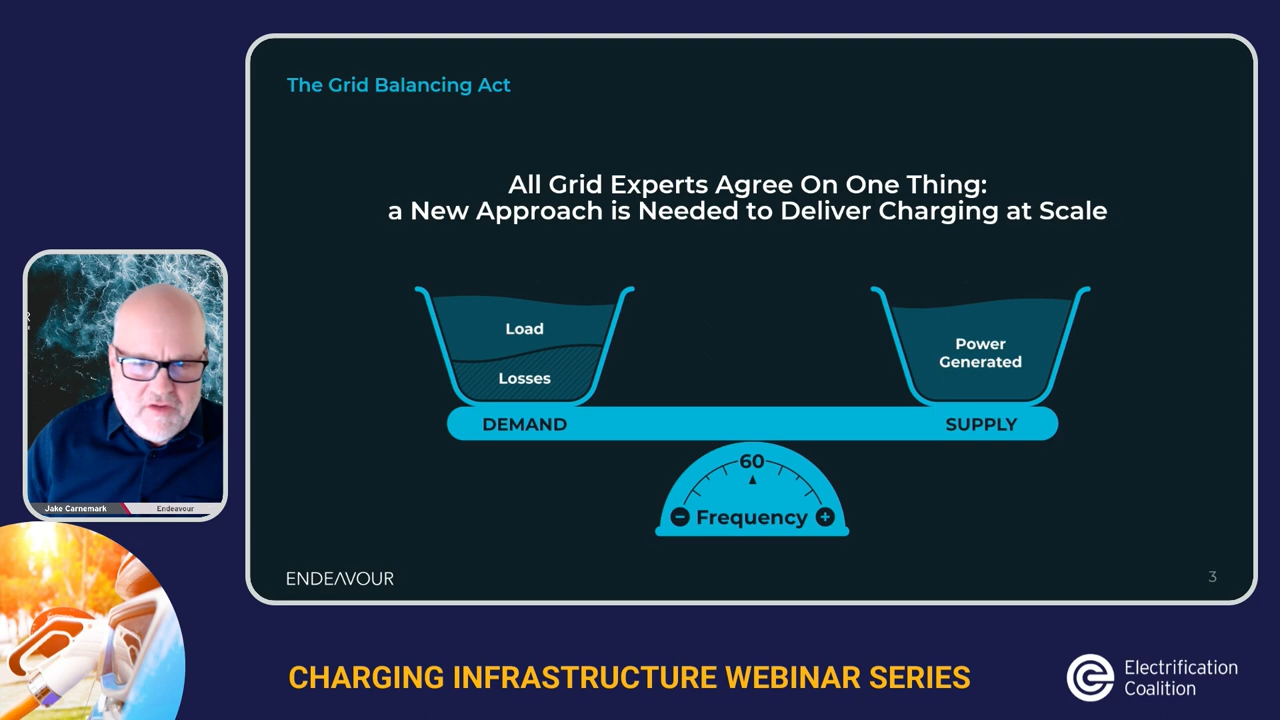 The Grid Balancing Act
All Grid Experts Agree On One Thing:
a New Approach is Needed to Deliver Charging at Scale
Load
Losses
Power
Generated
DEMAND
SUPPLY
60
Frequency
ENDEAVOUR
3
Jake Carnemark
Endeavour
CHARGING INFRASTRUCTURE WEBINAR SERIES
Electrification
Coalition